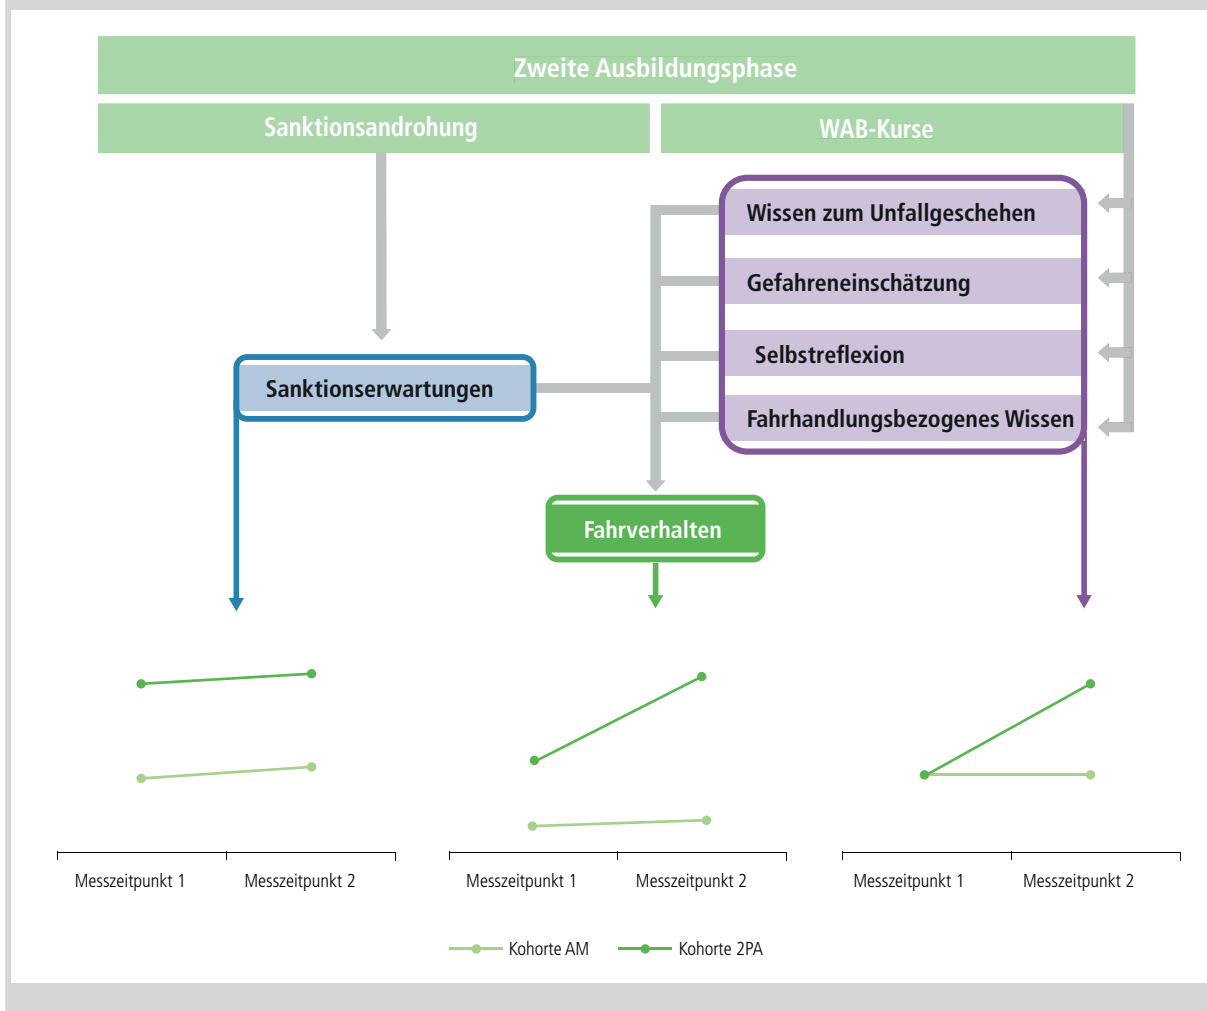 Zweite Ausbildungsphase
Sanktionsandrohung
WAB-Kurse
Wissen zum Unfallgeschehen
Gefahreneinschätzung
Selbstreflexion
Sanktionserwartungen
Fahrhandlungsbezogenes Wissen
Fahrverhalten
Messzeitpunkt 1
Messzeitpunkt 2
Messzeitpunkt 1
Messzeitpunkt 2
Messzeitpunkt 1
Messzeitpunkt 2
Kohorte AM
Kohorte 2PA